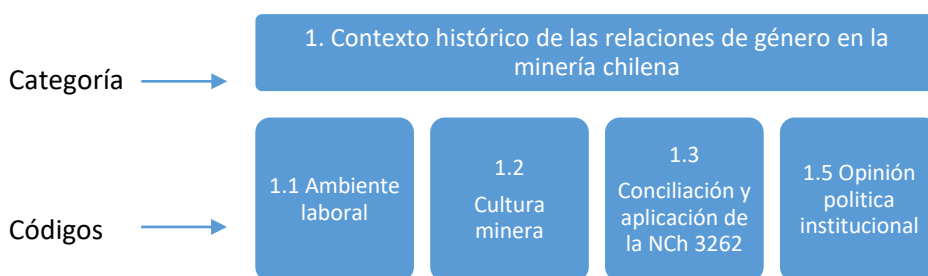 1. Contexto histórico de las relaciones de género en la
minería chilena
Categoría
1.1 Ambiente
laboral
1.2
Cultura
minera
1.3
Conciliación y
aplicación de
la NCh 3262
1.5 Opinión
politica
institucional
Códigos